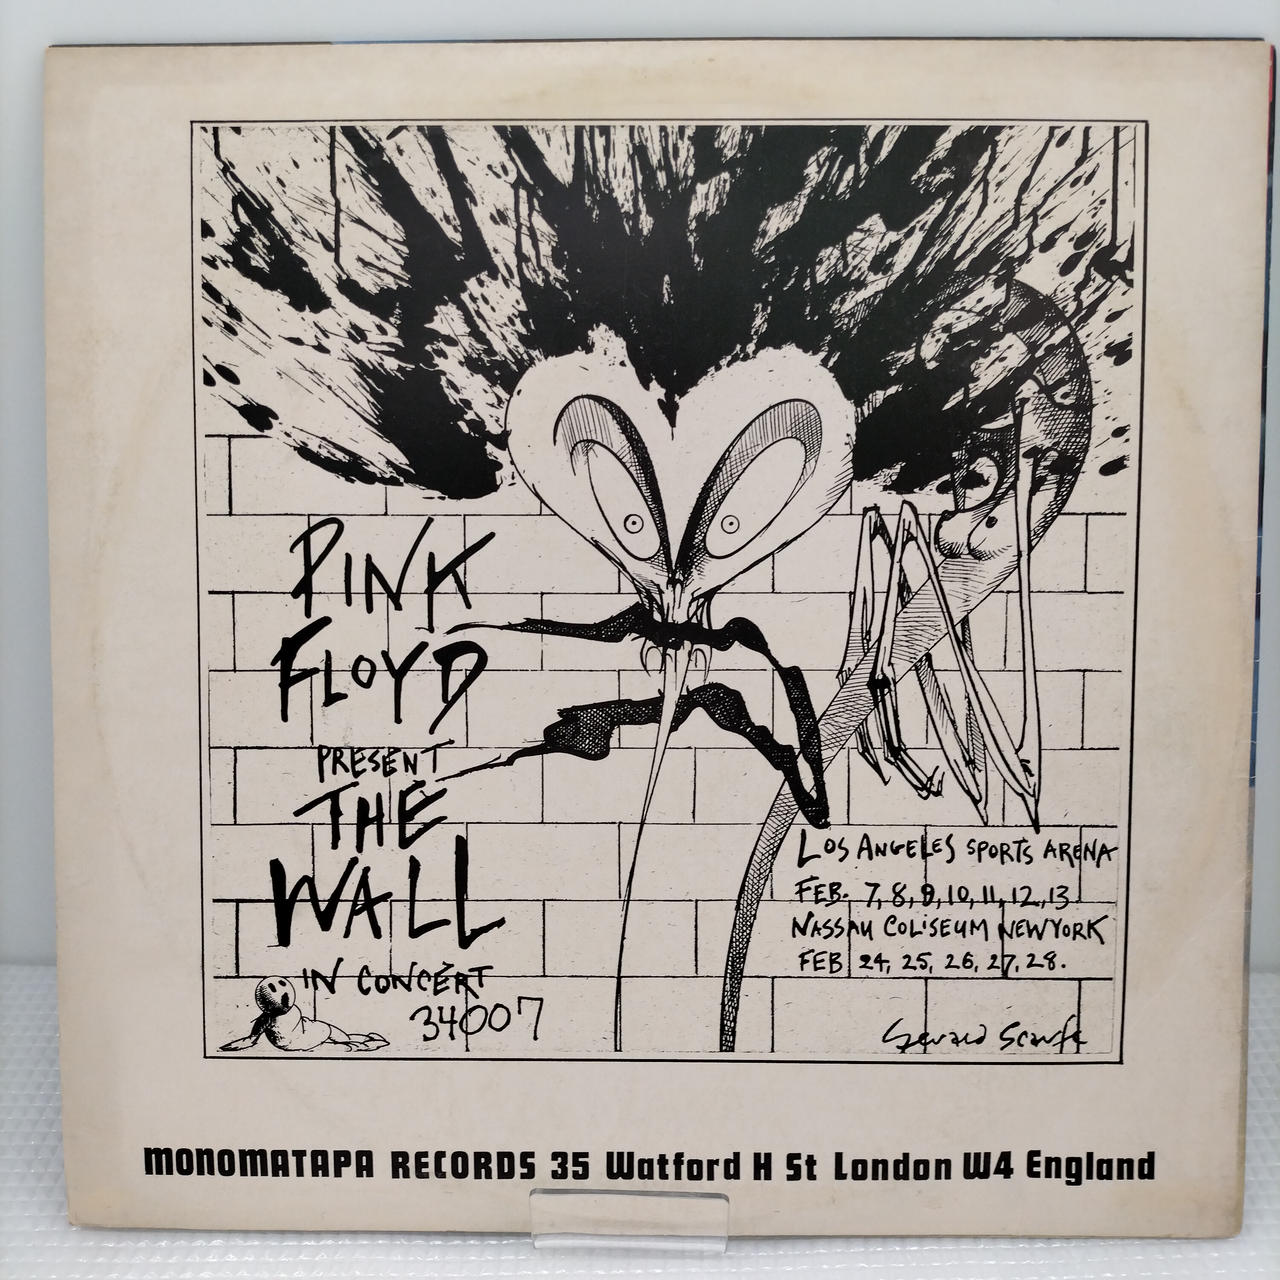 PINK
FLOYD
PRESENT
THE
WALL
IN CONCERT
34007
LOS ANGELES SPORTS ARENA
FEB. 7, 8, 9, 10, 11, 12, 13
NASSAU COLISEUM NEW YORK
FEB 24, 25, 26, 27, 28.
Gerald Scarfe
MONOMATAPA RECORDS 35 Watford H St London W4 England